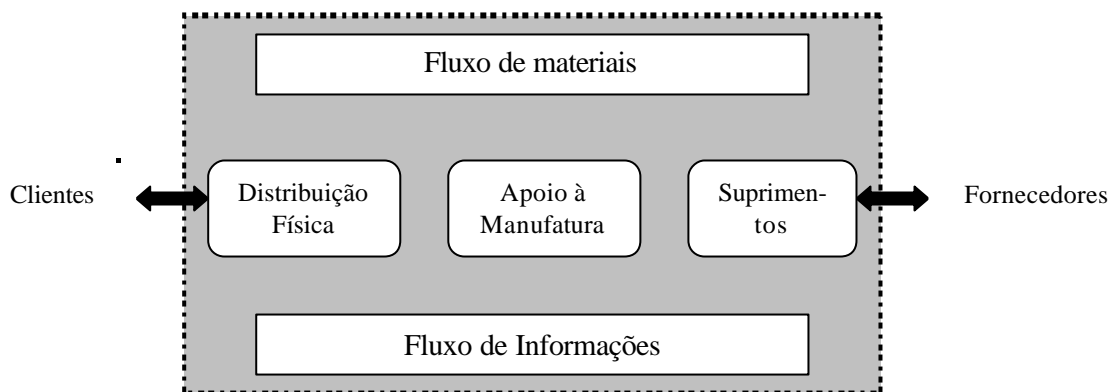 Fluxo de materiais
Clientes
Distribuição
Física
Apoio à
Manufatura
Suprimen-
tos
Fornecedores
Fluxo de Informações